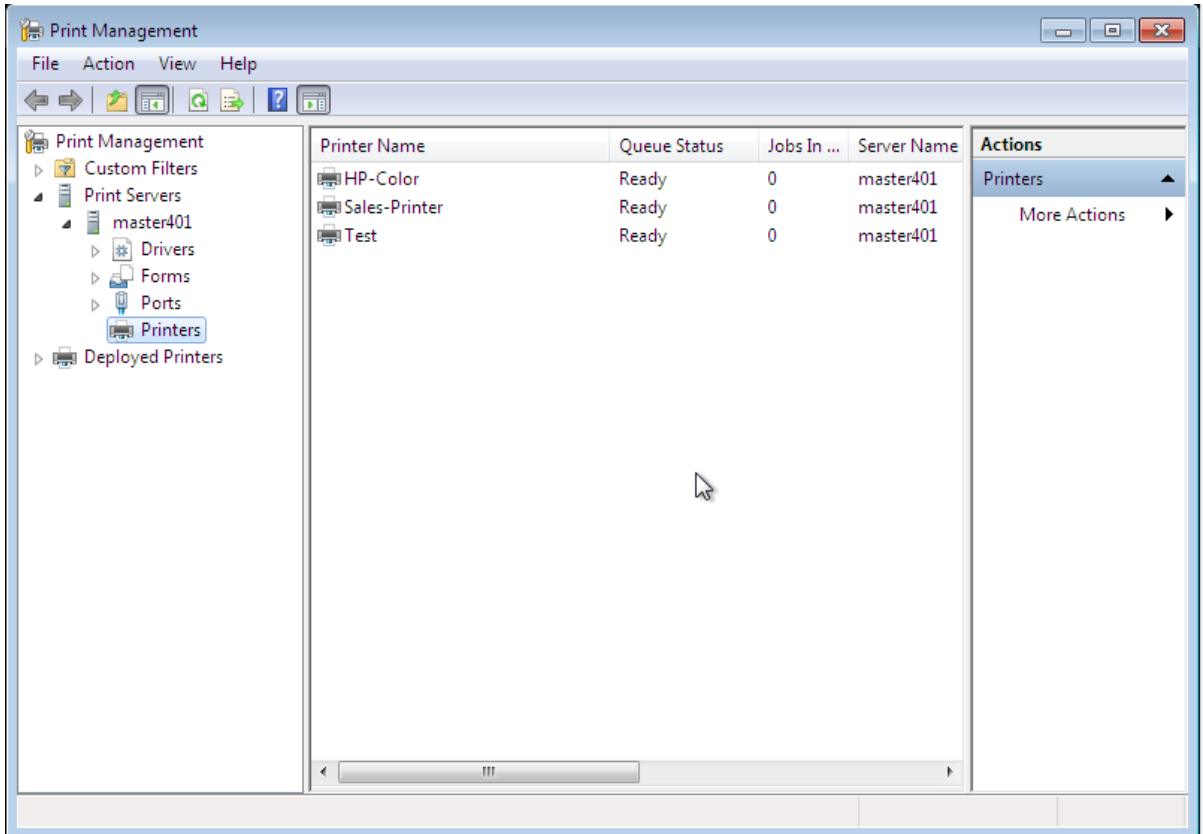 Print Management
File Action View Help
Print Management
Custom Filters
Print Servers
master401
Drivers
Forms
Ports
Printers
Deployed Printers
Printer Name Queue Status Jobs In ... Server Name
HP-Color Ready 0 master401
Sales-Printer Ready 0 master401
Test Ready 0 master401
Actions
Printers
More Actions